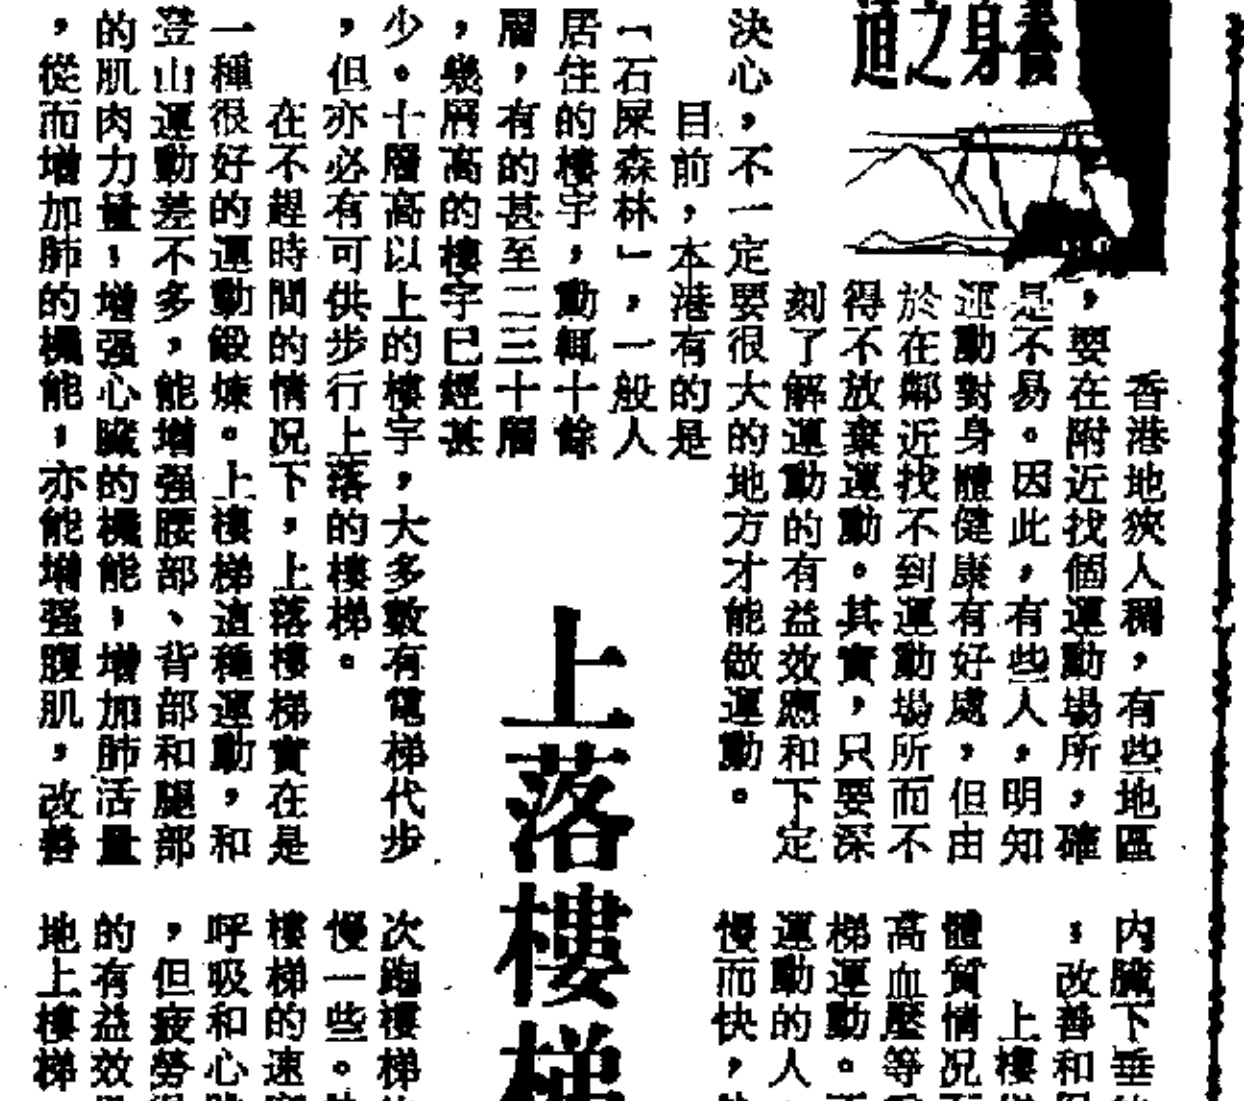 養身之道
香港地狹人稠，有些地區
，要在附近找個運動場所，確
是不易。因此，有些人，明知
運動對身體健康有好處，但由
於在鄰近找不到運動場所而不
得不放棄運動。其實，只要深
刻了解運動的有益效應和下定
決心，不一定要很大的地方才能做運動。
目前，本港有的是
「石屎森林」，一般人
居住的樓宇，動輒十餘
層，有的甚至二三十層
，幾層高的樓宇已經甚
少。十層高以上的樓宇，大多數有電梯代步
，但亦必有可供步行上落的樓梯。
在不趕時間的情況下，上落樓梯實在是
一種很好的運動鍛煉。上樓梯這種運動，和
登山運動差不多，能增强腰部、背部和腿部
的肌肉力量，增强心臟的機能，增加肺活量
，從而增加肺的機能，亦能增强腹肌，改善
上落樓梯
內臟下垂
；改善和
上樓
體質情況
高血壓等
梯運動。
運動的人
慢而快，
次跑樓梯
慢一些。
樓梯的速
呼吸和心
，但疲勞
的有益效
地上樓梯